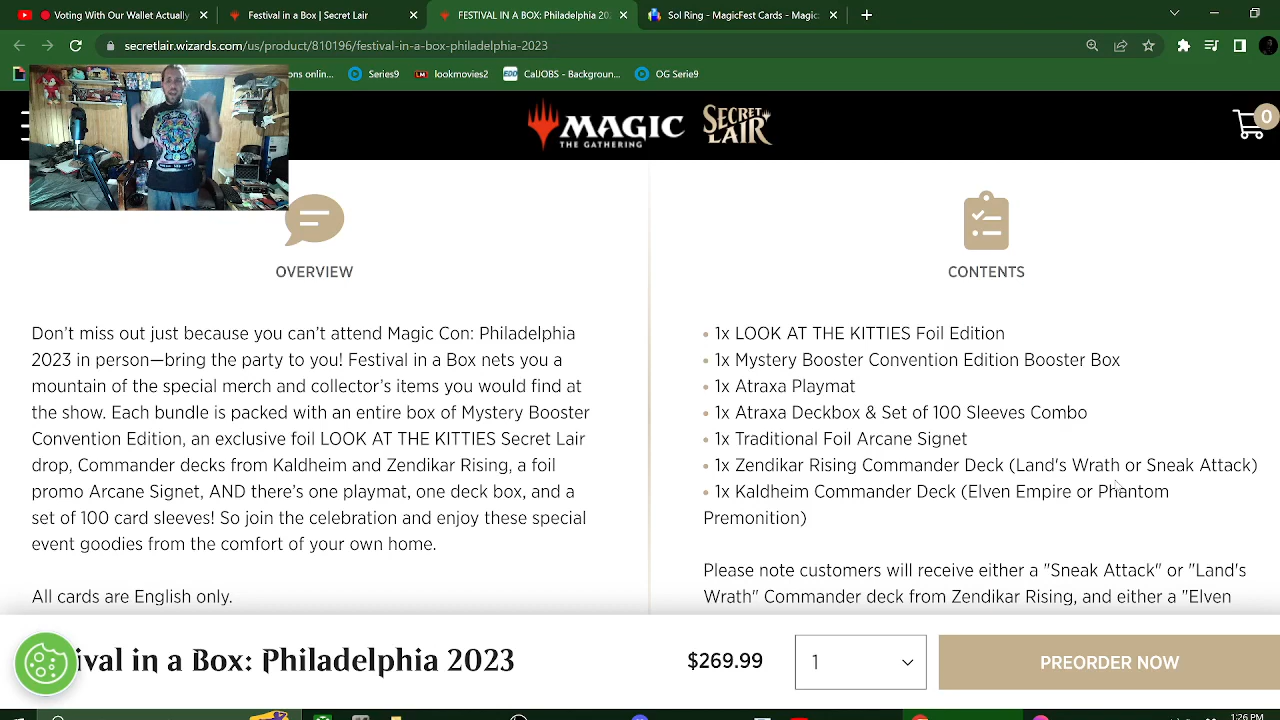 Do Voting With Our Wallet Actually
Festival in a Box | Secret Lair
FESTIVAL IN A BOX: Philadelphia 202
Sol Ring - MagicFest Cards - Magic
secretlair.wizards.com/us/product/810196/festival-in-a-box-philadelphia-2023
ons onlin...
Series9
LM lookmovies2
EDD CalJOBS - Backgroun...
OG Serie9
MAGIC
THE GATHERING
SECRET
LAIR
0
OVERVIEW
Don't miss out just because you can't attend Magic Con: Philadelphia
2023 in person—bring the party to you! Festival in a Box nets you a
mountain of the special merch and collector's items you would find at
the show. Each bundle is packed with an entire box of Mystery Booster
Convention Edition, an exclusive foil LOOK AT THE KITTIES Secret Lair
drop, Commander decks from Kaldheim and Zendikar Rising, a foil
promo Arcane Signet, AND there's one playmat, one deck box, and a
set of 100 card sleeves! So join the celebration and enjoy these special
event goodies from the comfort of your own home.
All cards are English only.
CONTENTS
• 1x LOOK AT THE KITTIES Foil Edition
• 1x Mystery Booster Convention Edition Booster Box
• 1x Atraxa Playmat
• 1x Atraxa Deckbox & Set of 100 Sleeves Combo
• 1x Traditional Foil Arcane Signet
• 1x Zendikar Rising Commander Deck (Land's Wrath or Sneak Attack)
• 1x Kaldheim Commander Deck (Elven Empire or Phantom
Premonition)
Please note customers will receive either a "Sneak Attack" or "Land's
Wrath" Commander deck from Zendikar Rising, and either a "Elven
ival in a Box: Philadelphia 2023
$269.99
1
PREORDER NOW
1:26 PM